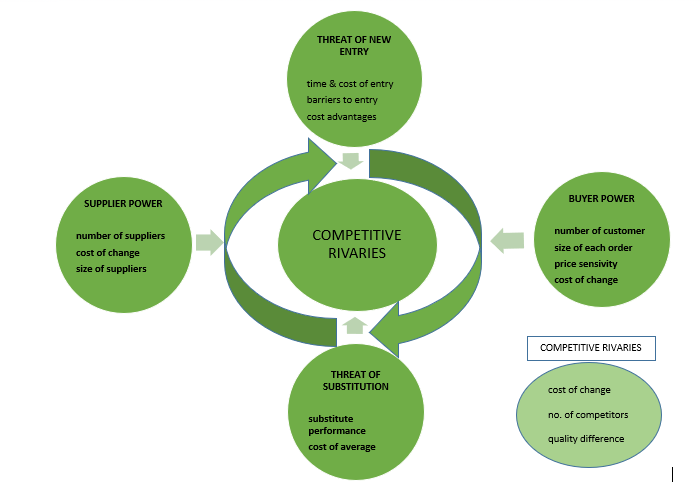 THREAT OF NEW
ENTRY
time & cost of entry
barriers to entry
cost advantages
SUPPLIER POWER
number of suppliers
cost of change
size of suppliers
COMPETITIVE
RIVARIES
BUYER POWER
number of customer
size of each order
price sensivity
cost of change
THREAT OF
SUBSTITUTION
substitute
performance
cost of average
COMPETITIVE RIVARIES
cost of change
no. of competitors
quality difference